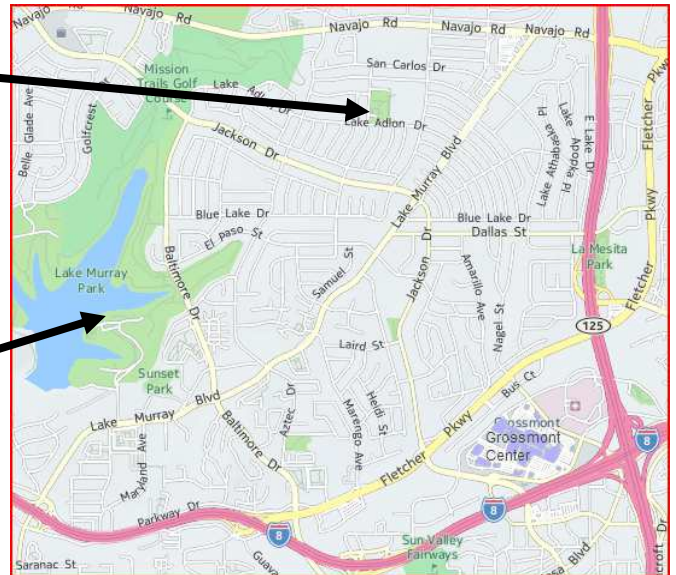 Navajo Rd
Navajo Rd
Navajo Rd
Navajo Rd
San Carlos Dr
Mission
Trails Golf
Course
Lake Adlon Dr
Lake Adlon Dr
Belle Glade Ave
Golfcrest
Jackson Dr
Lake Murray Blvd
Lake Athabaska Pl
Lake Apopka Pl
E Lake Dr
Fletcher Pkwy
Blue Lake Dr
Blue Lake Dr
El Paso St
Dallas St
La Mesita
Park
Lake Murray
Park
Baltimore Dr
Samuel St
Jackson Dr
Amarillo Ave
Nagel St
Fletcher
125
Laird St
Sunset
Park
Bus Ct
Lake Murray Blvd
Baltimore Dr
Aztec Dr
Heidi St
Marengo Ave
Fletcher Pkwy
Grossmont
Grossmont
Center
8
Maryland Ave
Parkway Dr
8
8
Sun Valley
Fairways
Saranac St
Guava
Blvd
croft Dr